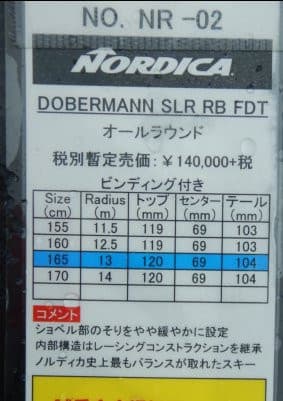 NO. NR-02
NORDICA
DOBERMANN SLR RB FDT
オールラウンド
税別暫定売価：￥140,000+税
ビンディング付き
Size (cm) Radius (m) トップ (mm) センター (mm) テール (mm)
155 11.5 119 69 103
160 12.5 119 69 103
165 13 120 69 104
170 14 120 69 104
コメント
ショベル部のそりをやや緩やかに設定
内部構造はレーシングコンストラクションを継承
ノルディカ史上最もバランスが取れたスキー